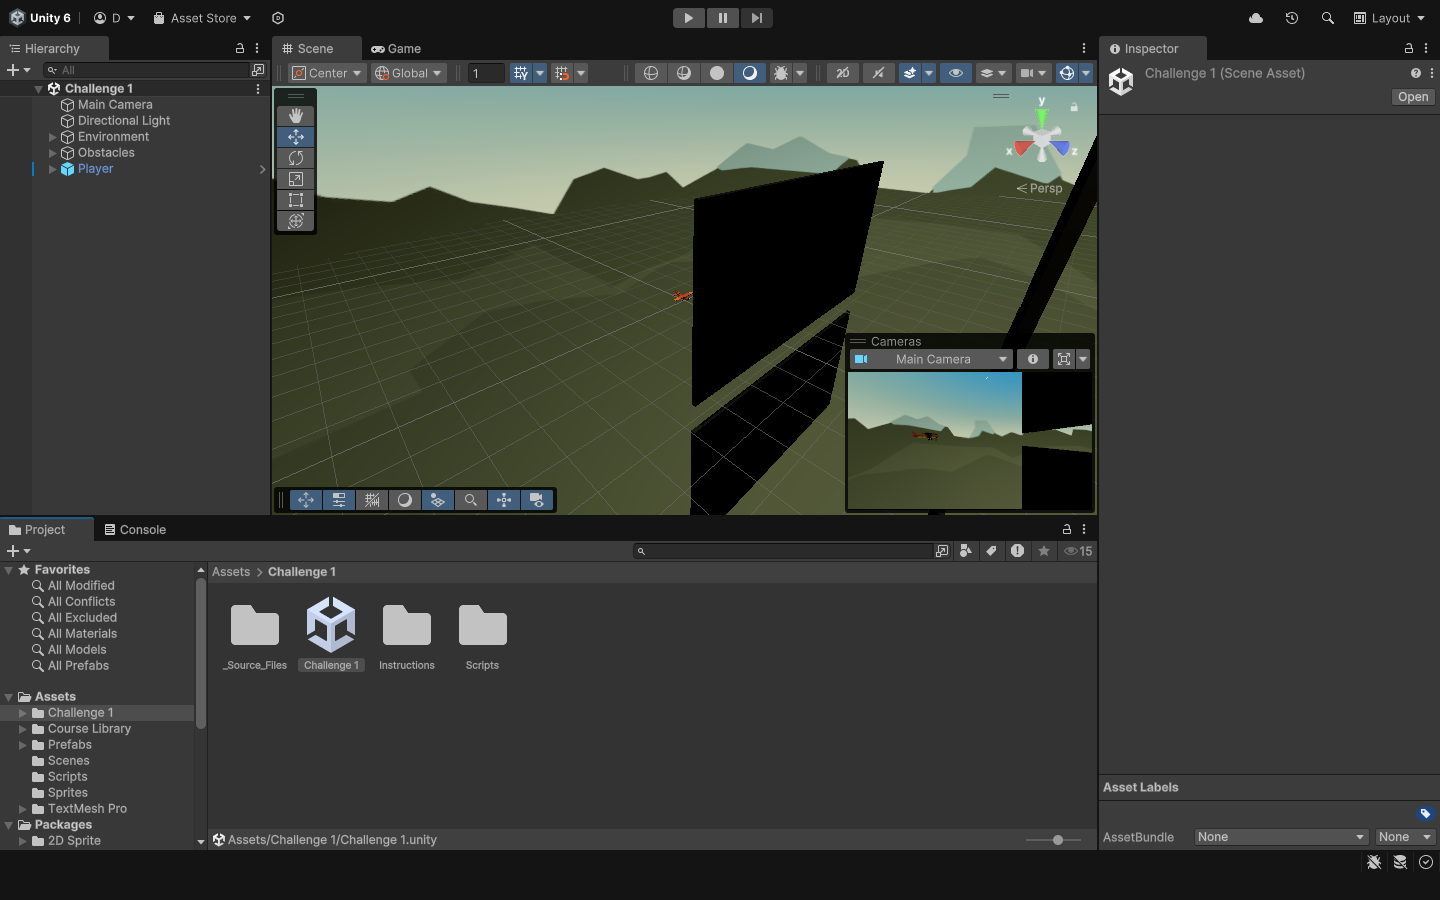 Unity 6
D
Asset Store
Layout
Hierarchy
All
Challenge 1
Main Camera
Directional Light
Environment
Obstacles
Player
Scene
Game
Center
Global
1
2D
y
x
z
Persp
Cameras
Main Camera
Inspector
Challenge 1 (Scene Asset)
Open
Project
Console
15
Favorites
All Modified
All Conflicts
All Excluded
All Materials
All Models
All Prefabs
Assets
Challenge 1
Course Library
Prefabs
Scenes
Scripts
Sprites
TextMesh Pro
Packages
2D Sprite
Assets > Challenge 1
_Source_Files
Challenge 1
Instructions
Scripts
Assets/Challenge 1/Challenge 1.unity
Asset Labels
AssetBundle
None
None